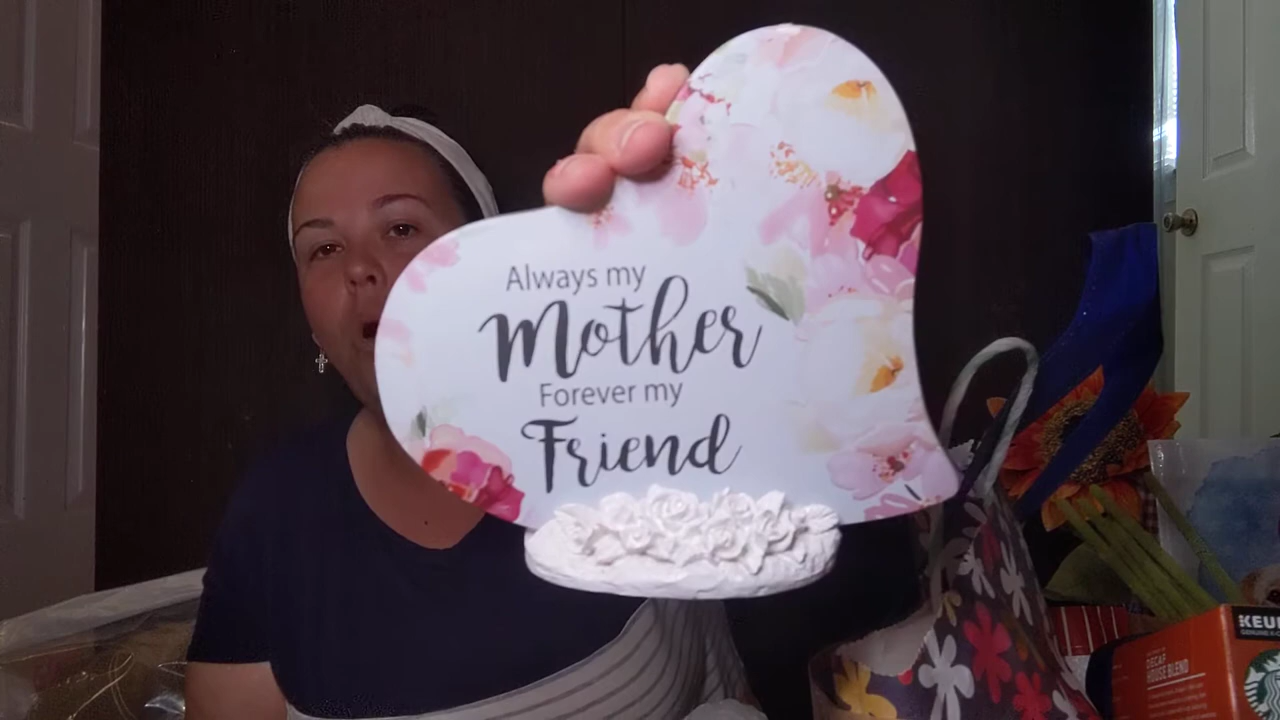 Always my
Mother
Forever my
Friend
DECAF
HOUSE BLEND